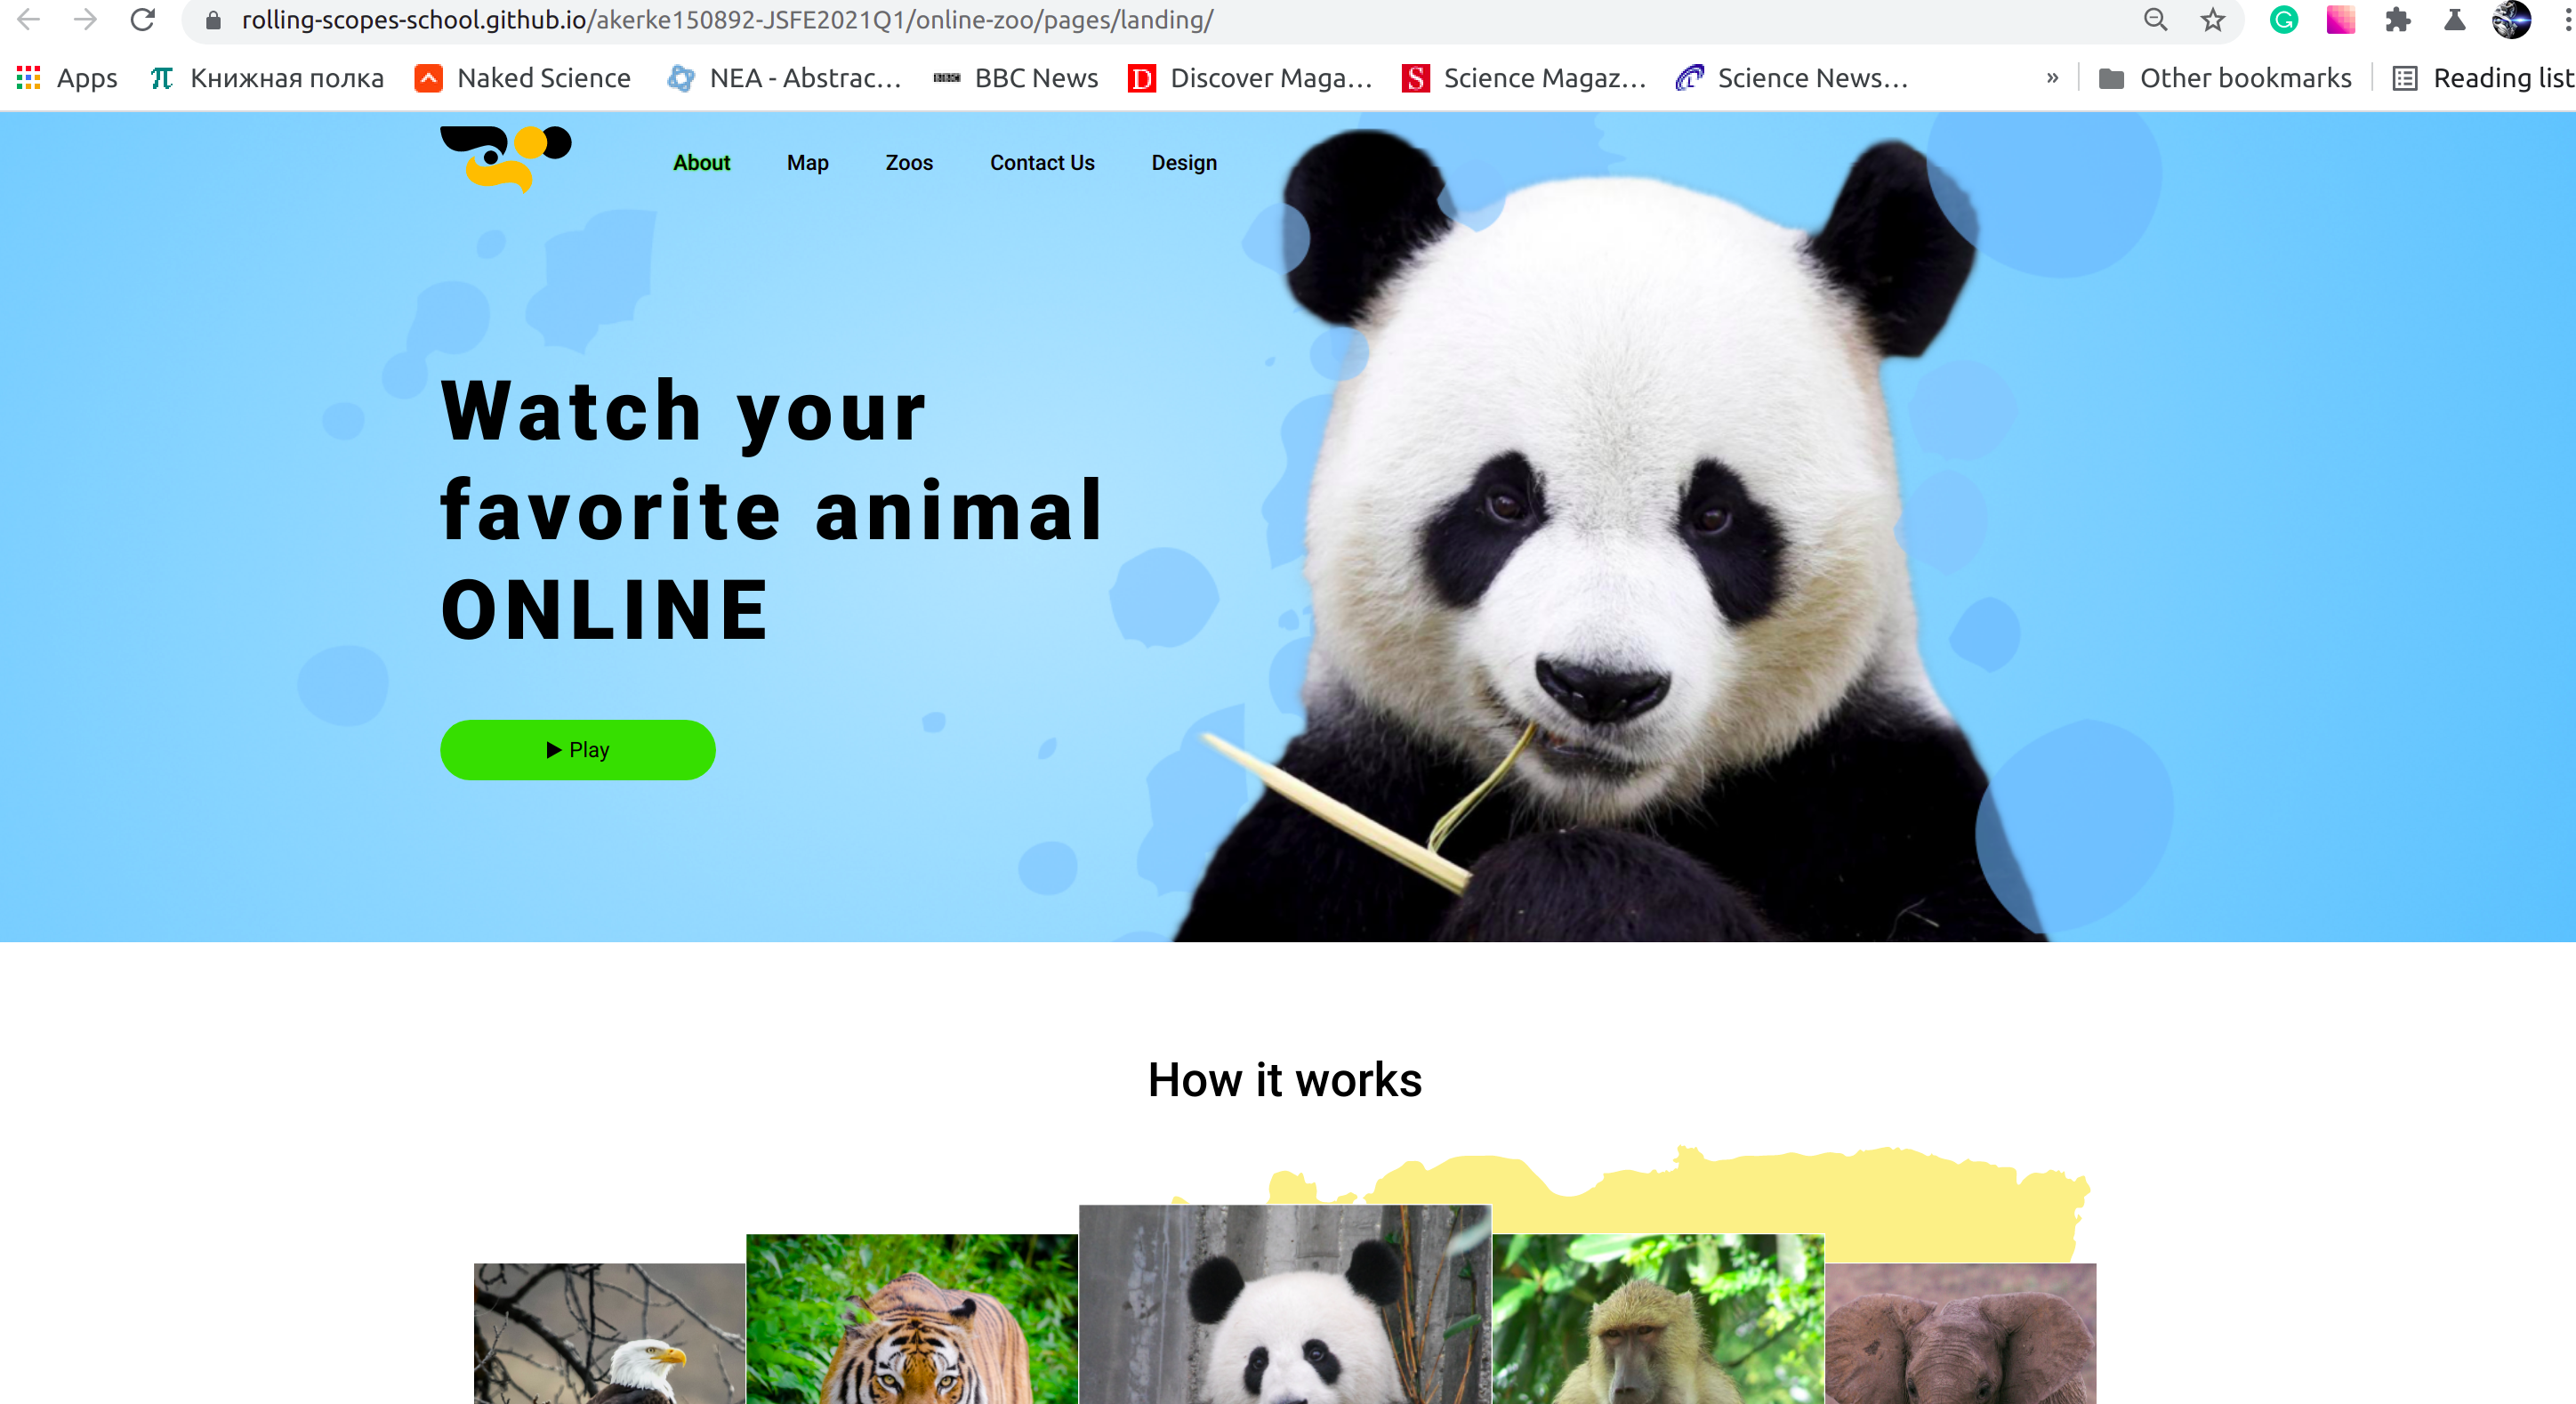 rolling-scopes-school.github.io/akerke150892-JSFE2021Q1/online-zoo/pages/landing/
Apps Книжная полка Naked Science NEA - Abstrac... BBC News Discover Maga... Science Magaz... Science News... » Other bookmarks Reading list
About Map Zoos Contact Us Design
Watch your
favorite animal
ONLINE
Play
How it works